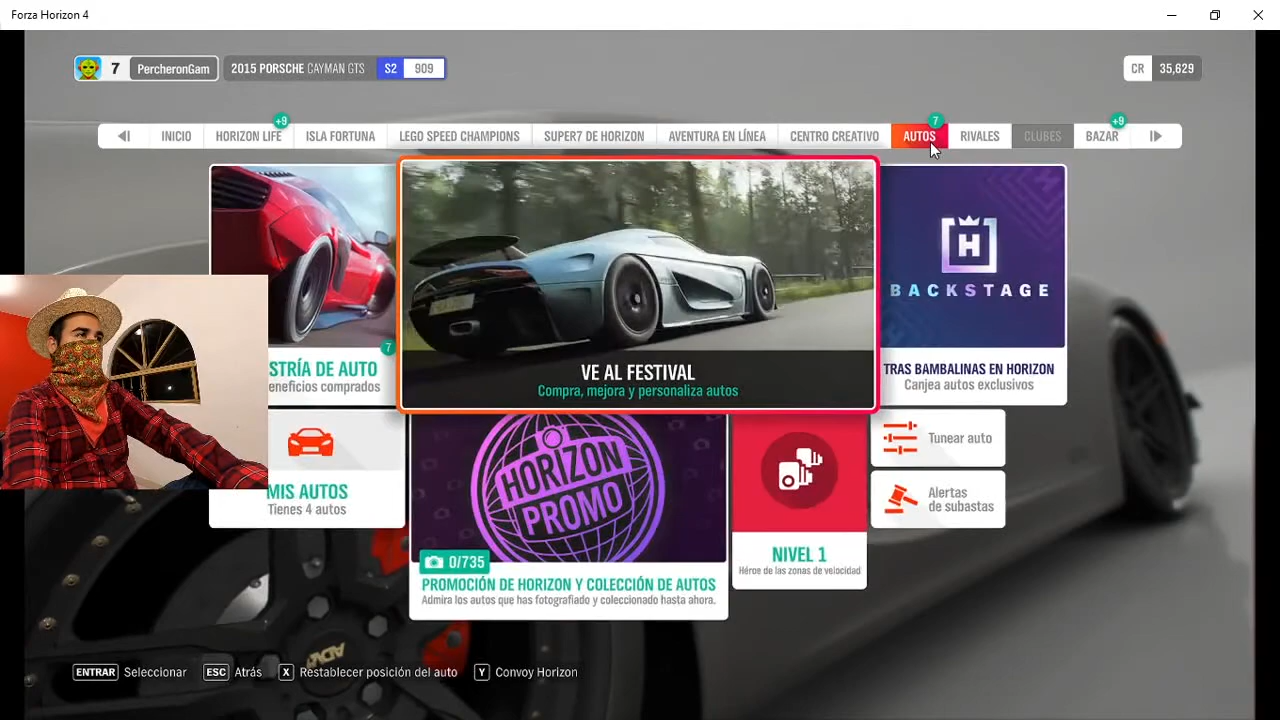 Forza Horizon 4
7 PercheronGam 2015 PORSCHE CAYMAN GTS S2 909
CR 35,629
+9 7 +9
INICIO HORIZON LIFE ISLA FORTUNA LEGO SPEED CHAMPIONS SUPER7 DE HORIZON AVENTURA EN LÍNEA CENTRO CREATIVO AUTOS RIVALES CLUBES BAZAR
STRÍA DE AUTO 7
eneficios comprados
VE AL FESTIVAL
Compra, mejora y personaliza autos
H
BACKSTAGE
TRAS BAMBALINAS EN HORIZON
Canjea autos exclusivos
MIS AUTOS
Tienes 4 autos
HORIZON
PROMO
0/735
PROMOCIÓN DE HORIZON Y COLECCIÓN DE AUTOS
Admira los autos que has fotografiado y coleccionado hasta ahora.
NIVEL 1
Héroe de las zonas de velocidad
Tunear auto
Alertas
de subastas
ENTRAR Seleccionar ESC Atrás X Restablecer posición del auto Y Convoy Horizon